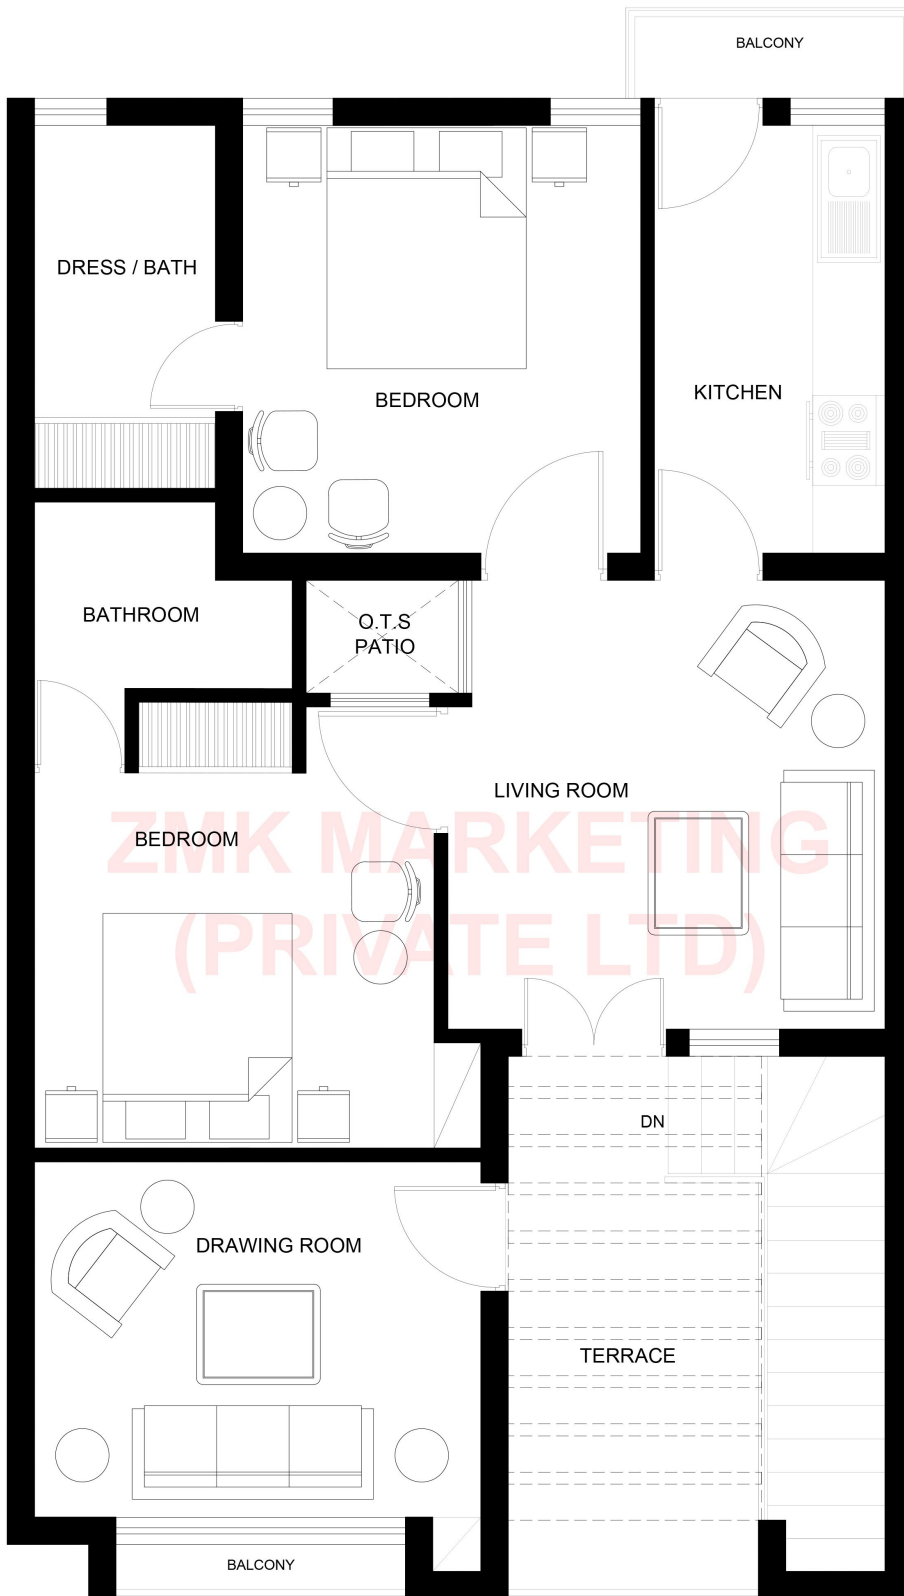 BALCONY
DRESS / BATH
BEDROOM
KITCHEN
BATHROOM
O.T.S
PATIO
LIVING ROOM
ZMK MARKETING
BEDROOM
(PRIVATE LTD)
DN
DRAWING ROOM
TERRACE
BALCONY